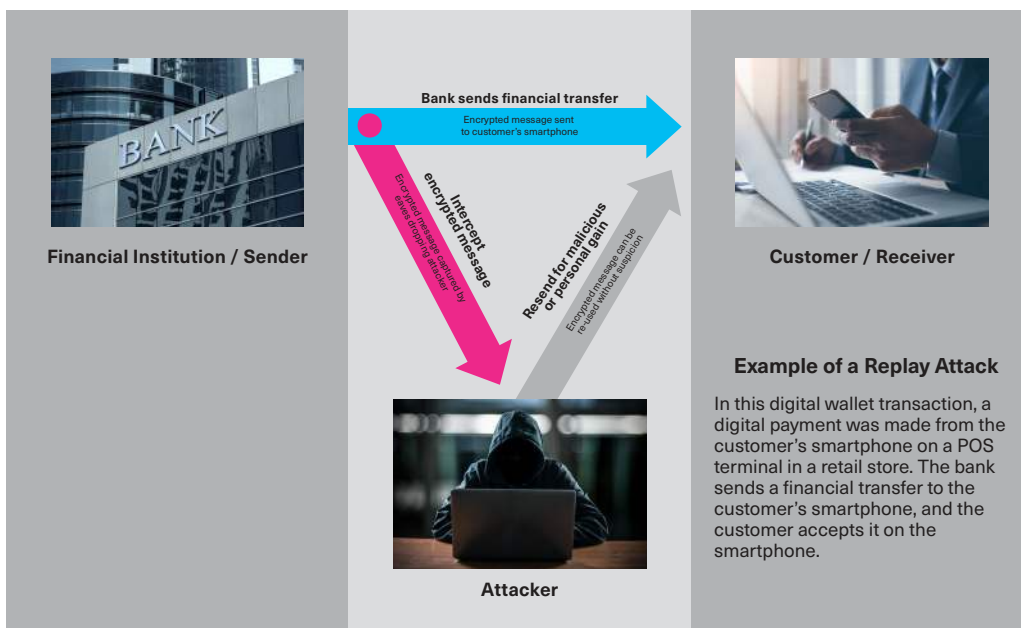 BANK
Financial Institution / Sender
Bank sends financial transfer
Encrypted message sent
to customer's smartphone
Intercept
encrypted message
Encrypted message captured by
eaves dropping attacker
Resend for malicious
or personal gain
Encrypted message can be
re-used without suspicion
Attacker
Customer / Receiver
Example of a Replay Attack
In this digital wallet transaction, a
digital payment was made from the
customer's smartphone on a POS
terminal in a retail store. The bank
sends a financial transfer to the
customer's smartphone, and the
customer accepts it on the
smartphone.